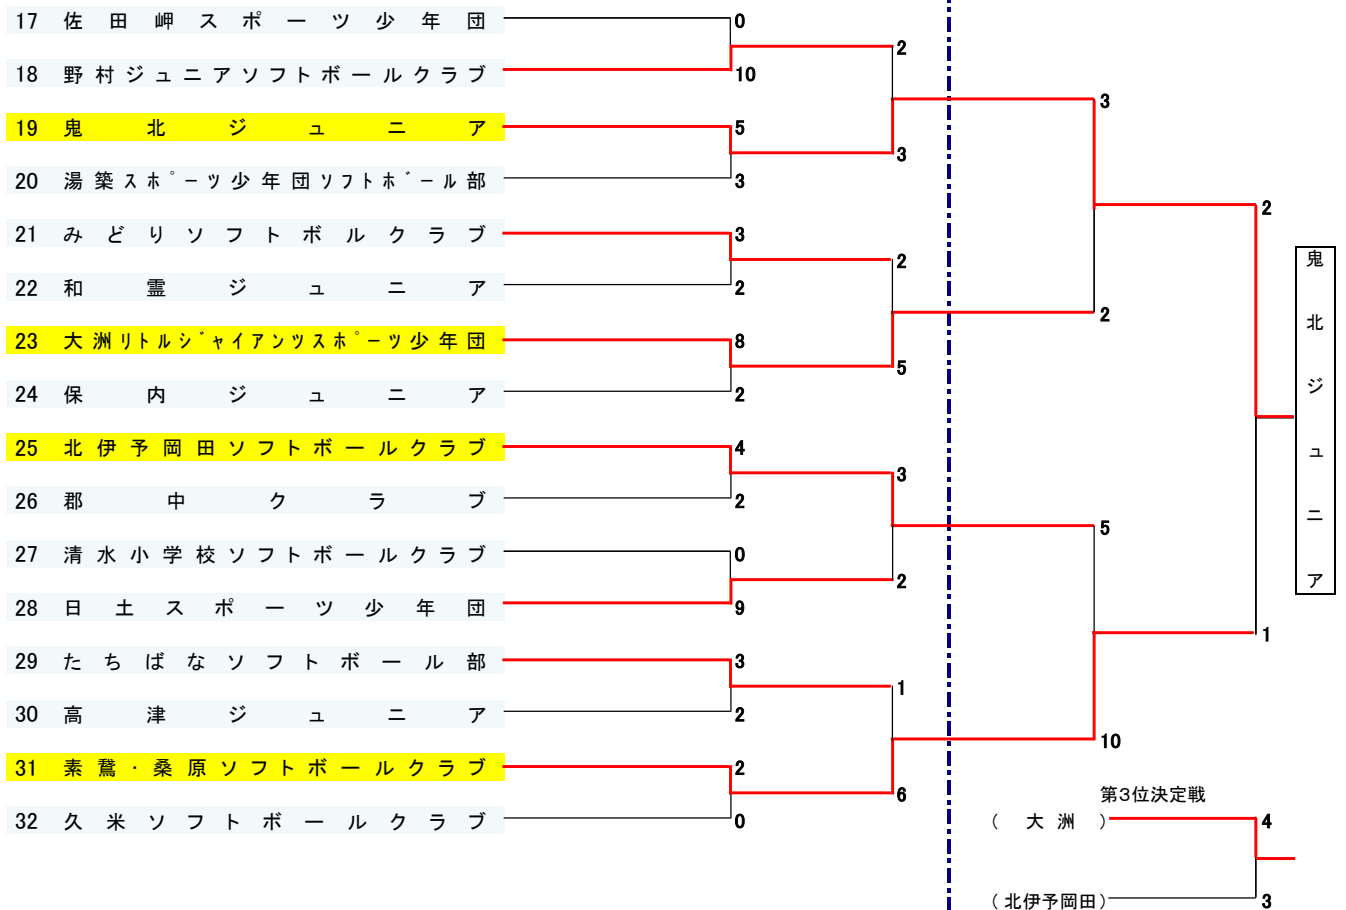 17 佐田岬スポーツ少年団 0
2
18 野村ジュニアソフトボールクラブ 10
3
19 鬼北ジュニア 5
3
20 湯築スポーツ少年団ソフトボール部 3
2
21 みどりソフトボルクラブ 3
2
22 和霊ジュニア 2
2
23 大洲リトルジャイアンツスポーツ少年団 8
5
24 保内ジュニア 2
鬼北ジュニア
25 北伊予岡田ソフトボールクラブ 4
3
26 郡中クラブ 2
5
27 清水小学校ソフトボールクラブ 0
2
28 日土スポーツ少年団 9
1
29 たちばなソフトボール部 3
1
30 高津ジュニア 2
10
31 素鵞・桑原ソフトボールクラブ 2
6
第3位決定戦
32 久米ソフトボールクラブ 0
(大洲) 4
(北伊予岡田) 3